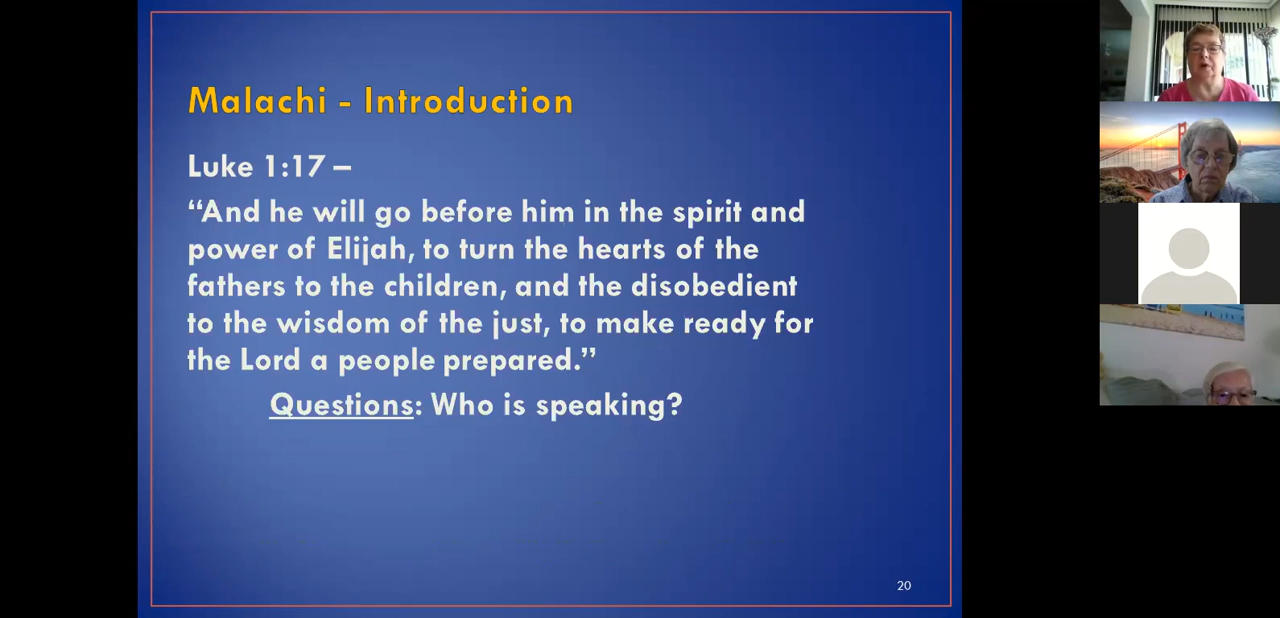 Malachi - Introduction
Luke 1:17 –
“And he will go before him in the spirit and
power of Elijah, to turn the hearts of the
fathers to the children, and the disobedient
to the wisdom of the just, to make ready for
the Lord a people prepared.”
Questions: Who is speaking?
20